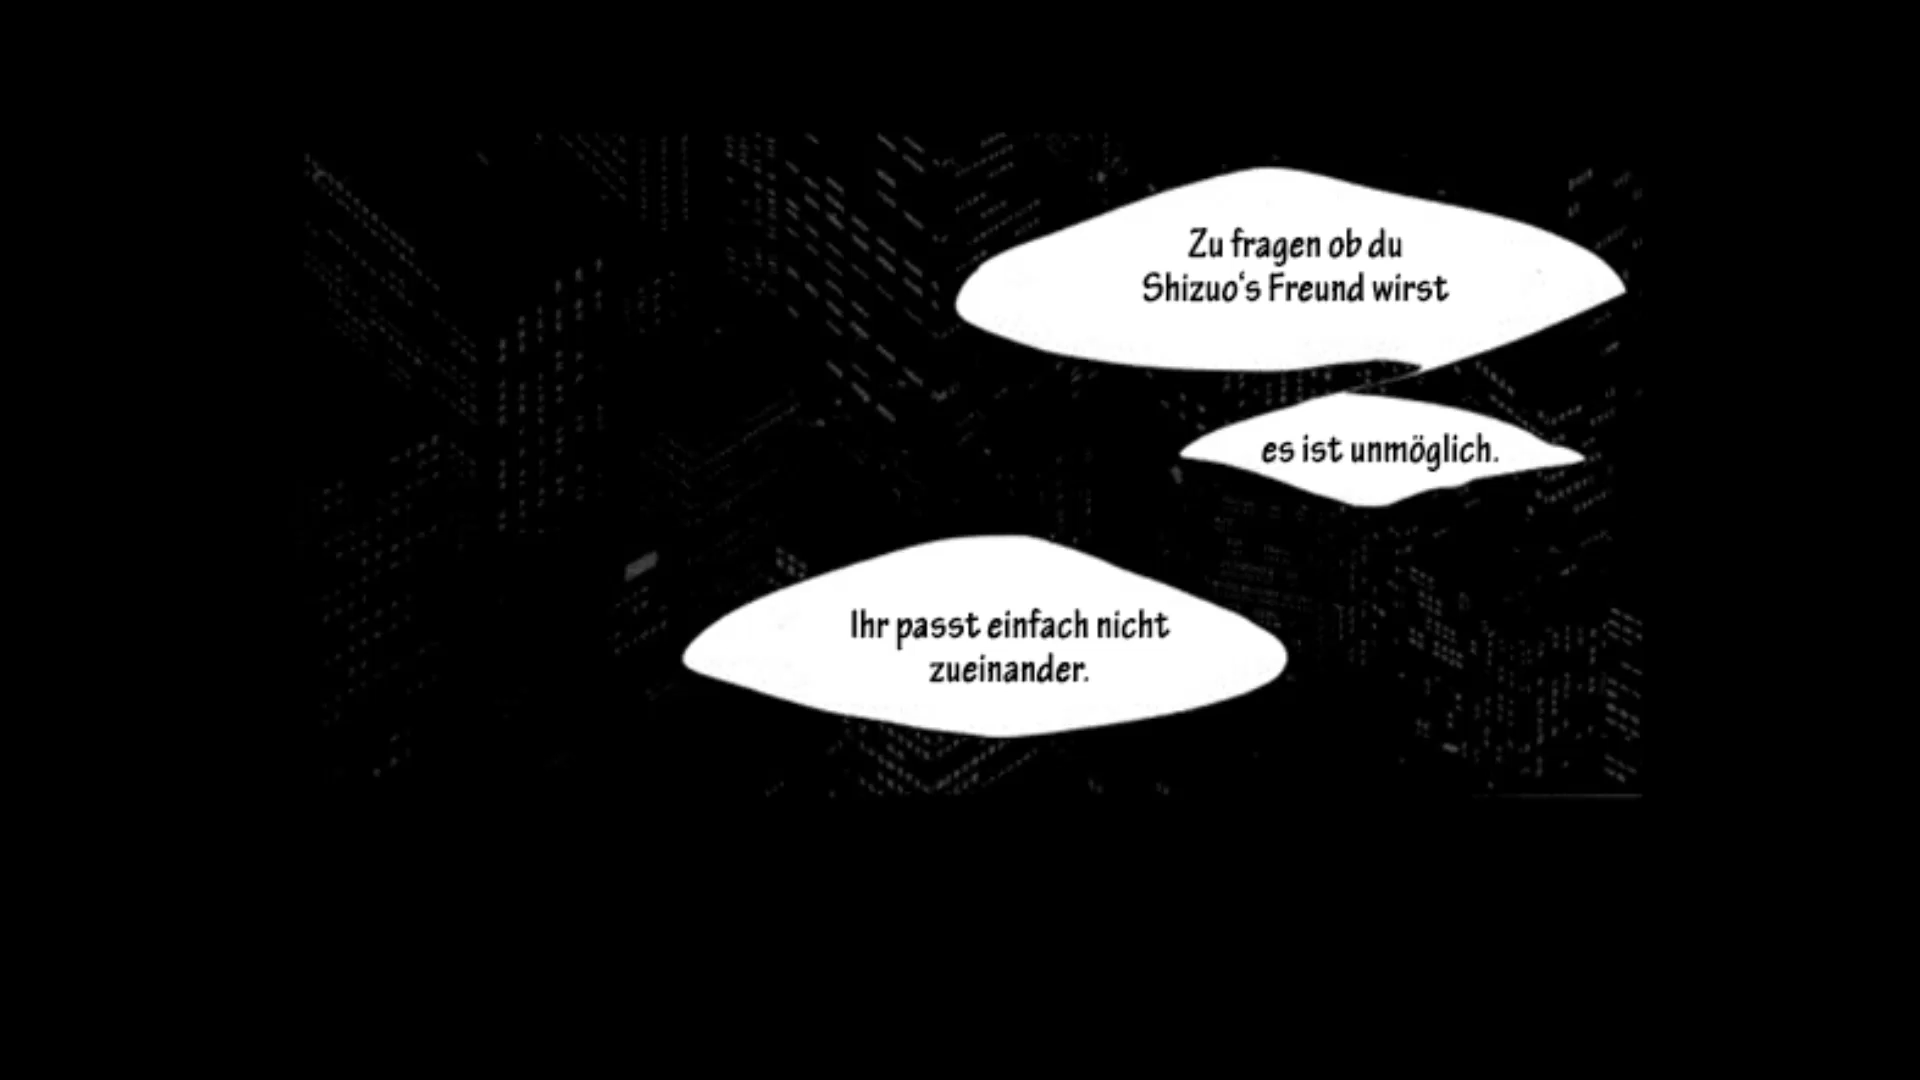 Zu fragen ob du
Shizuo‘s Freund wirst
es ist unmöglich.
Ihr passt einfach nicht
zueinander.